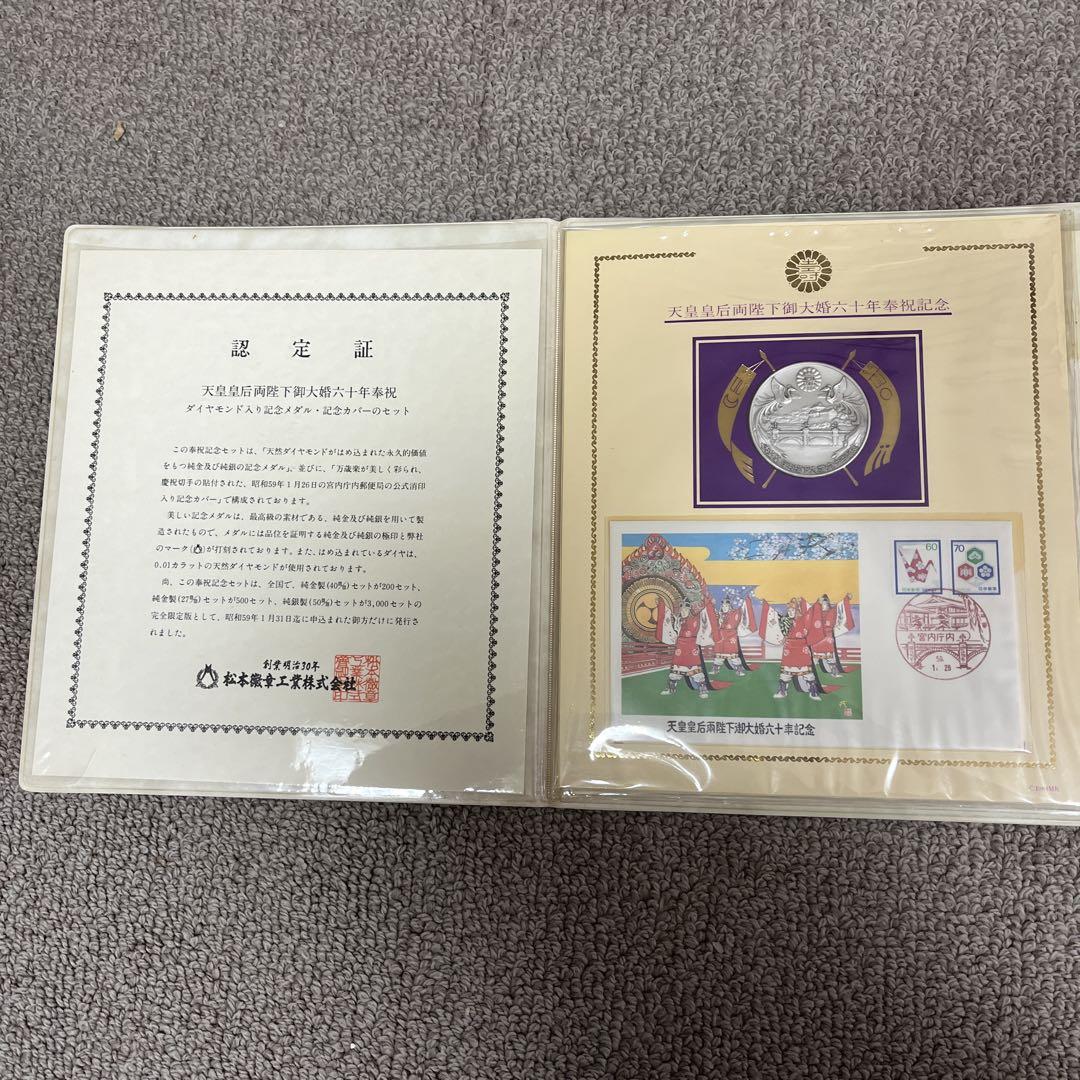 認定証
天皇皇后両陛下御大婚六十年奉祝
ダイヤモンド入り記念メダル・記念カバーのセット
この奉祝記念セットは、「天然ダイヤモンドがはめ込まれた永久的価値
をもつ純金及び純銀の記念メダル」、並びに、「万歳楽が美しく彩られ、
慶祝切手の貼付された、昭和59年1月26日の宮内庁内郵便局の公式消印
入り記念カバー」で構成されております。
美しい記念メダルは、最高級の素材である、純金及び純銀を用いて製
造されたもので、メダルには品位を証明する純金及び純銀の極印と弊社
のマーク()が打刻されております。また、はめ込まれているダイヤは、
0.01カラットの天然ダイヤモンドが使用されております。
尚、この奉祝記念セットは、全国で、純金製(40㎜)セットが200セット、
純金製(27㎜)セットが500セット、純銀製(50㎜)セットが3,000セットの
完全限定版として、昭和59年1月31日迄に申込まれた御方だけに発行さ
れました。
創業明治30年
松本徽章工業株式会社
天皇皇后両陛下御大婚六十年奉祝記念
60
日本郵便
70
日本郵便
宮内庁内
59.
1. 26
天皇皇后両陛下御大婚六十年記念